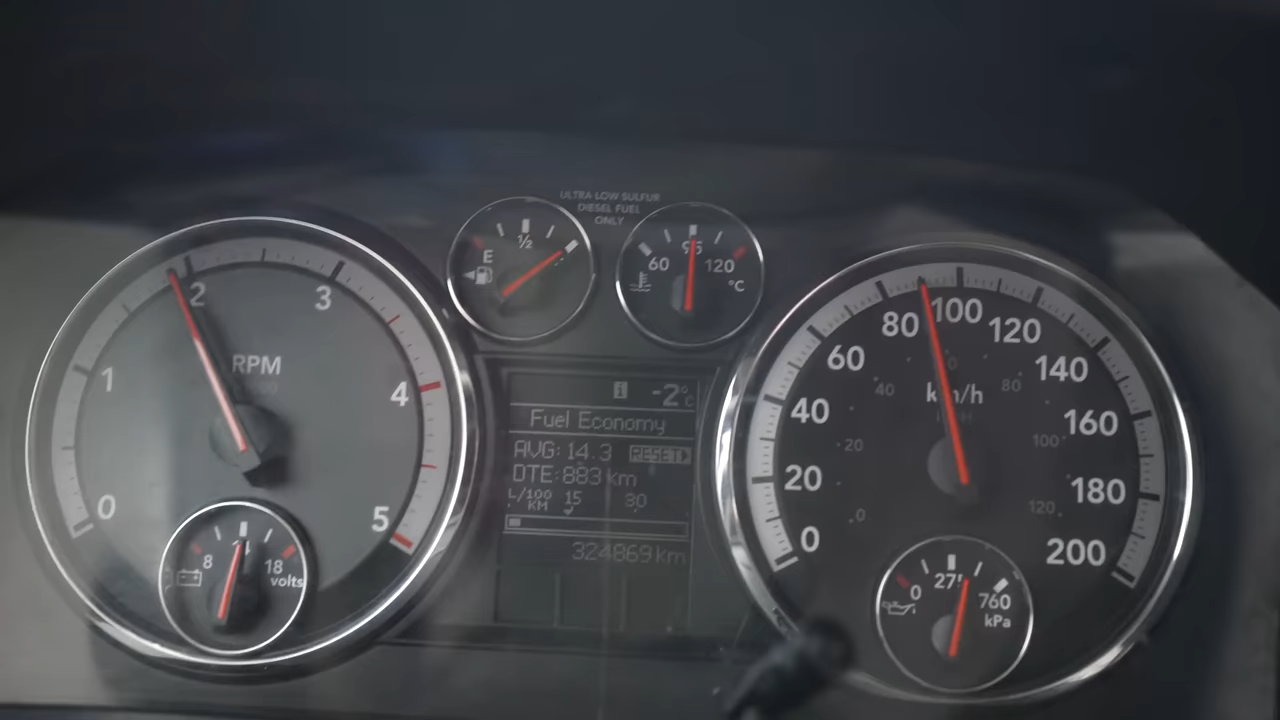 ULTRA LOW SULFUR
DIESEL FUEL
ONLY
0
1
2
3
4
5
RPM
8
18
volts
E
½
60
95
120
°C
-2°C
Fuel Economy
AVG: 14.3 RESET
DTE: 883 km
L/100 KM 15 30
324869 km
0
20
40
60
80
100
120
140
160
180
200
km/h
0
20
40
80
100
120
0
760
kPa